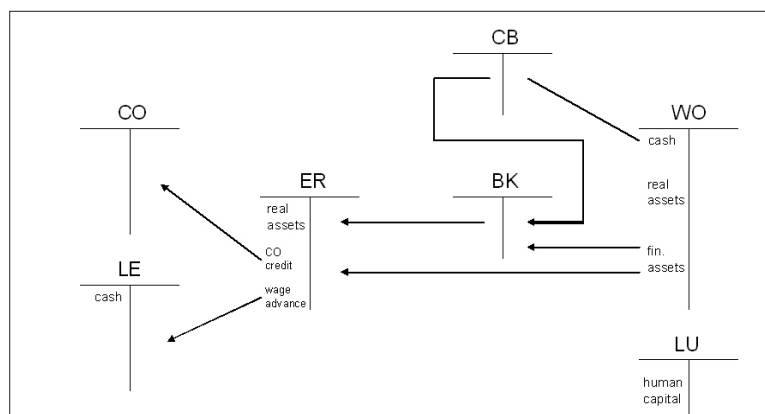 CB
CO
WO
cash
real
assets
ER
BK
real
assets
CO
credit
fin.
assets
LE
cash
wage
advance
LU
human
capital